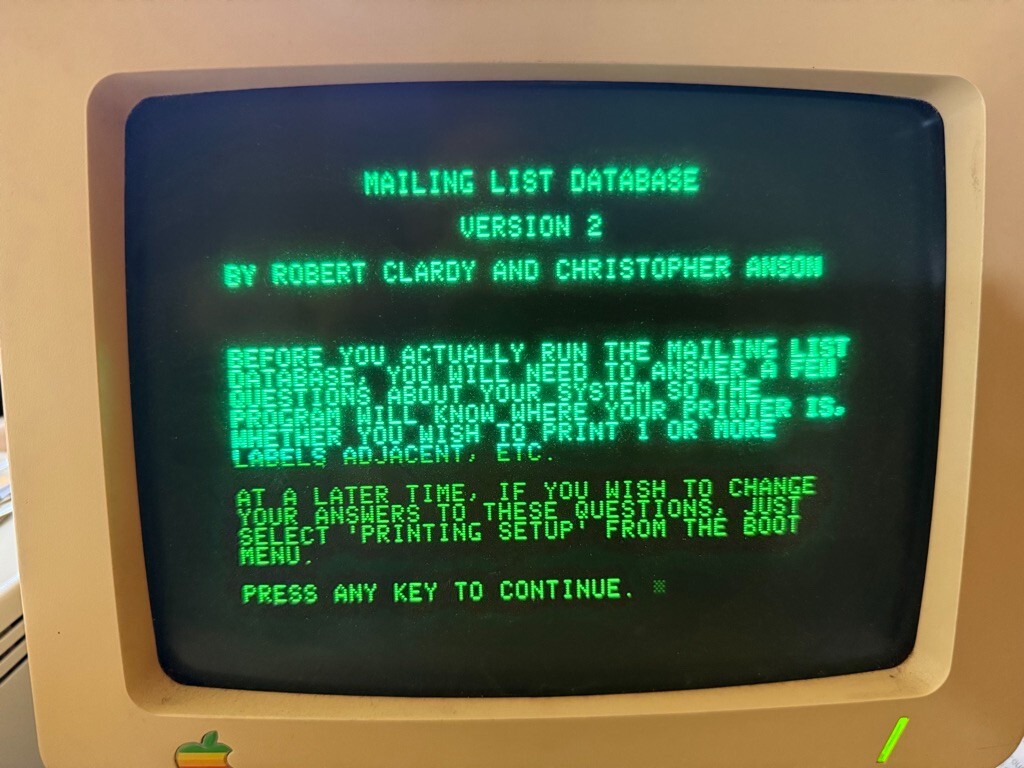 MAILING LIST DATABASE
VERSION 2
BY ROBERT CLARDY AND CHRISTOPHER ANSON
BEFORE YOU ACTUALLY RUN THE MAILING LIST
DATABASE, YOU WILL NEED TO ANSWER A FEW
QUESTIONS ABOUT YOUR SYSTEM SO THE
PROGRAM WILL KNOW WHERE YOUR PRINTER IS,
WHETHER YOU WISH TO PRINT 1 OR MORE
LABELS ADJACENT, ETC.
AT A LATER TIME, IF YOU WISH TO CHANGE
YOUR ANSWERS TO THESE QUESTIONS, JUST
SELECT 'PRINTING SETUP' FROM THE BOOT
MENU.
PRESS ANY KEY TO CONTINUE.